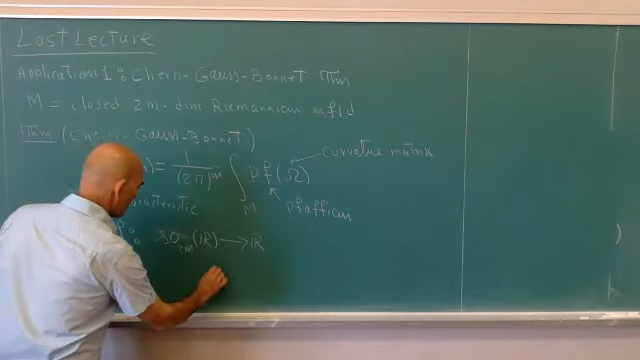 Last Lecture
Application 1: Chern-Gauss-Bonnet Thm
M = closed 2m-dim Riemannian mfld
Thm (Chern-Gauss-Bonnet)
) = 1/(2π)^m ∫_M Pf(Ω) curvature matrix
Pfaffian
so_2m(ℝ) → ℝ